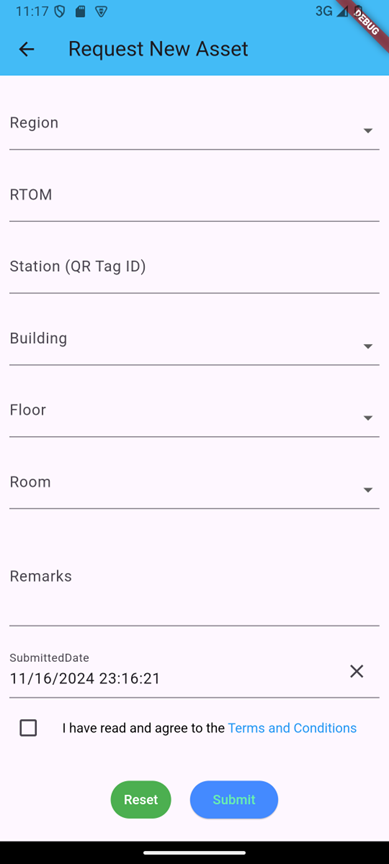 11:17
3G
DEBUG
Request New Asset
Region
RTOM
Station (QR Tag ID)
Building
Floor
Room
Remarks
SubmittedDate
11/16/2024 23:16:21
I have read and agree to the Terms and Conditions
Reset
Submit